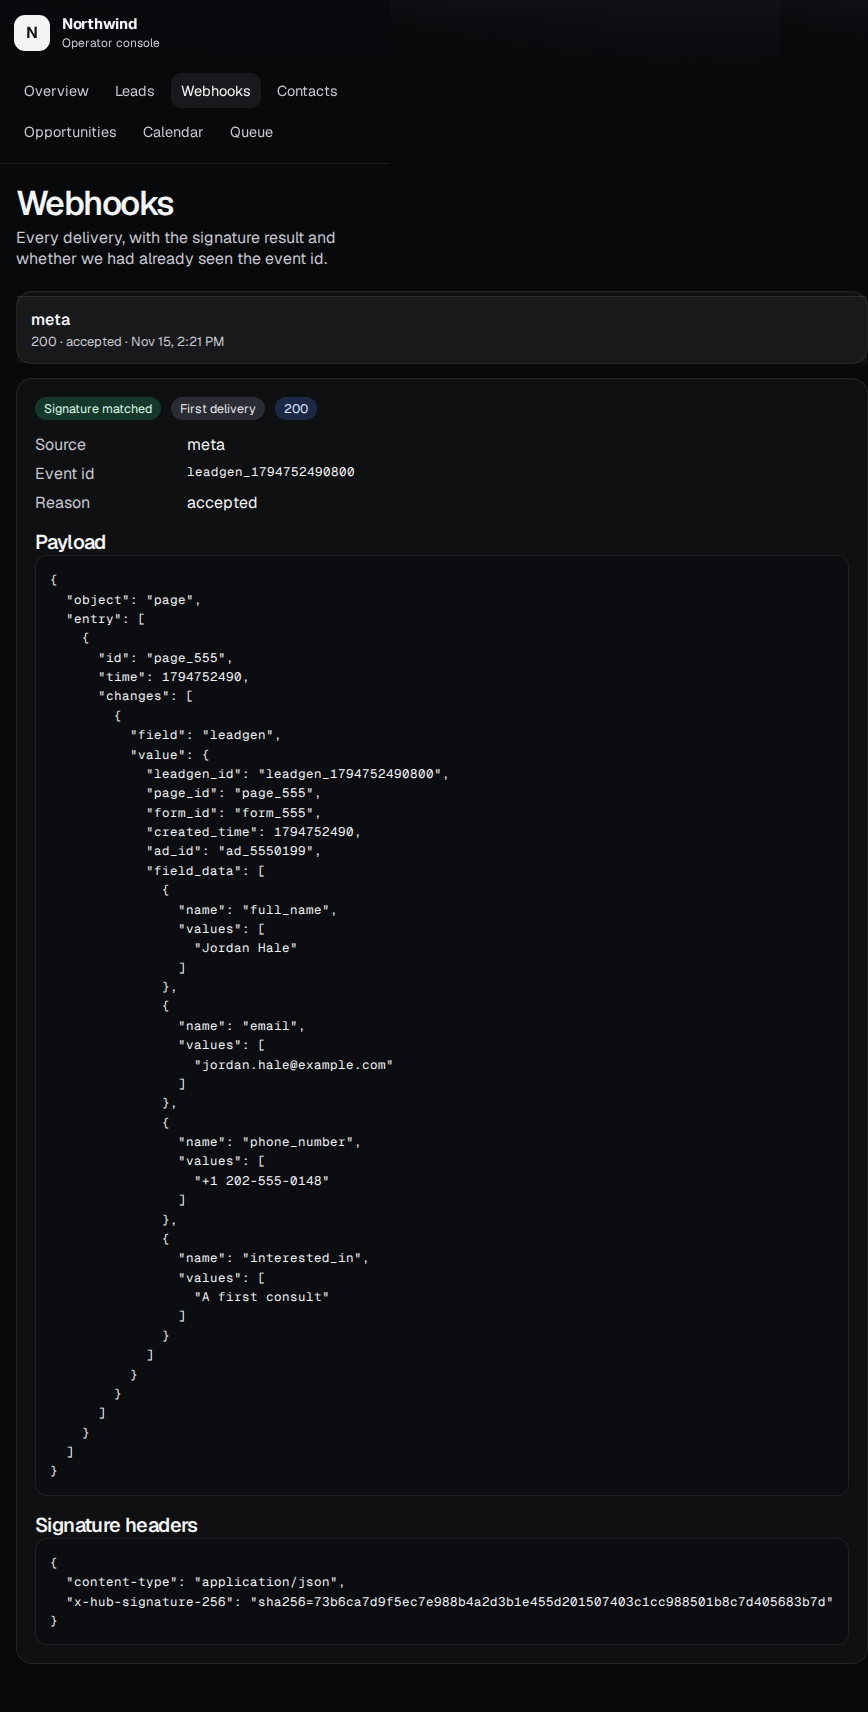 N
Northwind
Operator console
Overview Leads Webhooks Contacts
Opportunities Calendar Queue
Webhooks
Every delivery, with the signature result and
whether we had already seen the event id.
meta
200 · accepted · Nov 15, 2:21 PM
Signature matched First delivery 200
Source meta
Event id leadgen_1794752490800
Reason accepted
Payload
{
  "object": "page",
  "entry": [
    {
      "id": "page_555",
      "time": 1794752490,
      "changes": [
        {
          "field": "leadgen",
          "value": {
            "leadgen_id": "leadgen_1794752490800",
            "page_id": "page_555",
            "form_id": "form_555",
            "created_time": 1794752490,
            "ad_id": "ad_5550199",
            "field_data": [
              {
                "name": "full_name",
                "values": [
                  "Jordan Hale"
                ]
              },
              {
                "name": "email",
                "values": [
                  "jordan.hale@example.com"
                ]
              },
              {
                "name": "phone_number",
                "values": [
                  "+1 202-555-0148"
                ]
              },
              {
                "name": "interested_in",
                "values": [
                  "A first consult"
                ]
              }
            ]
          }
        }
      ]
    }
  ]
}
Signature headers
{
  "content-type": "application/json",
  "x-hub-signature-256": "sha256=73b6ca7d9f5ec7e988b4a2d3b1e455d201507403c1cc988501b8c7d405683b7d"
}